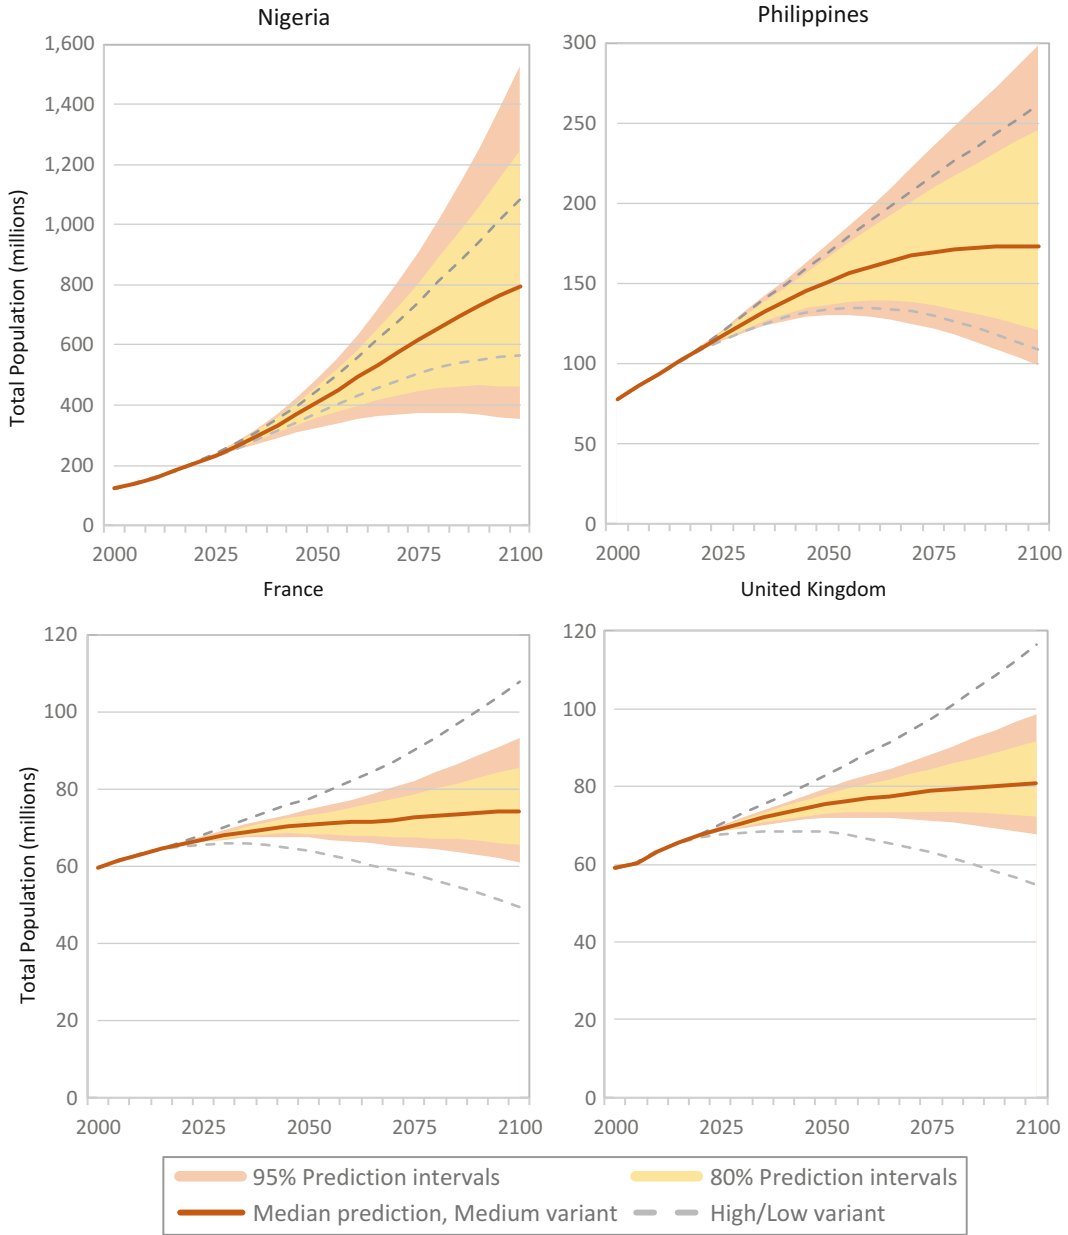 Nigeria
Philippines
Total Population (millions)
1,600
1,400
1,200
1,000
800
600
400
200
0
2000 2025 2050 2075 2100
300
250
200
150
100
50
0
2000 2025 2050 2075 2100
France
United Kingdom
Total Population (millions)
120
100
80
60
40
20
0
2000 2025 2050 2075 2100
120
100
80
60
40
20
0
2000 2025 2050 2075 2100
95% Prediction intervals
80% Prediction intervals
Median prediction, Medium variant
High/Low variant